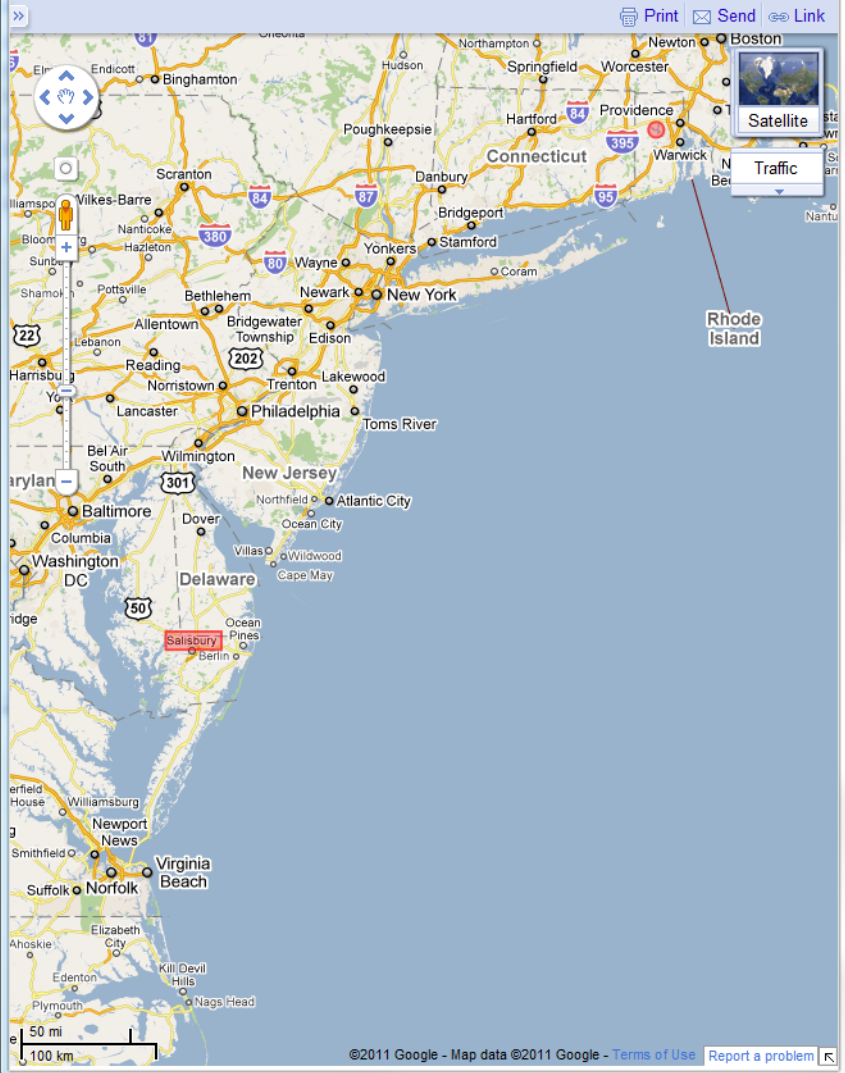 »
Print
Send
Link
81
Oneonta
Northampton
Newton
Boston
Endicott
Binghamton
Hudson
Springfield
Worcester
Satellite
Hartford
84
Providence
Poughkeepsie
395
Connecticut
Warwick
Traffic
Scranton
Danbury
84
87
95
Wilkes-Barre
Bridgeport
Nanticoke
380
Yonkers
Stamford
Hazleton
80
Wayne
Coram
Pottsville
Bethlehem
Newark
New York
Rhode
Island
Allentown
Bridgewater
Township
Edison
22
Lebanon
202
Reading
Norristown
Trenton
Lakewood
Lancaster
Philadelphia
Toms River
Bel Air
South
Wilmington
New Jersey
301
Northfield
Atlantic City
Baltimore
Dover
Ocean City
Columbia
Villas
Wildwood
Washington
DC
Cape May
Delaware
50
Ocean
Pines
Salisbury
Berlin
Williamsburg
Newport
News
Smithfield
Virginia
Beach
Suffolk
Norfolk
Elizabeth
City
Ahoskie
Kill Devil
Hills
Edenton
Nags Head
Plymouth
50 mi
100 km
©2011 Google - Map data ©2011 Google - Terms of Use
Report a problem